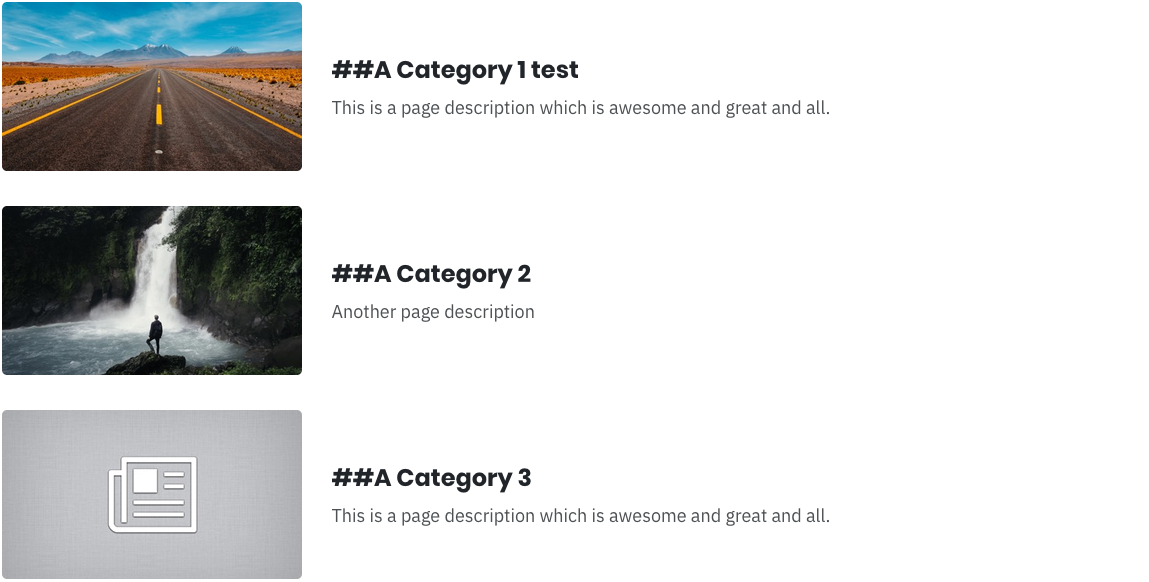 ##A Category 1 test
This is a page description which is awesome and great and all.
##A Category 2
Another page description
##A Category 3
This is a page description which is awesome and great and all.